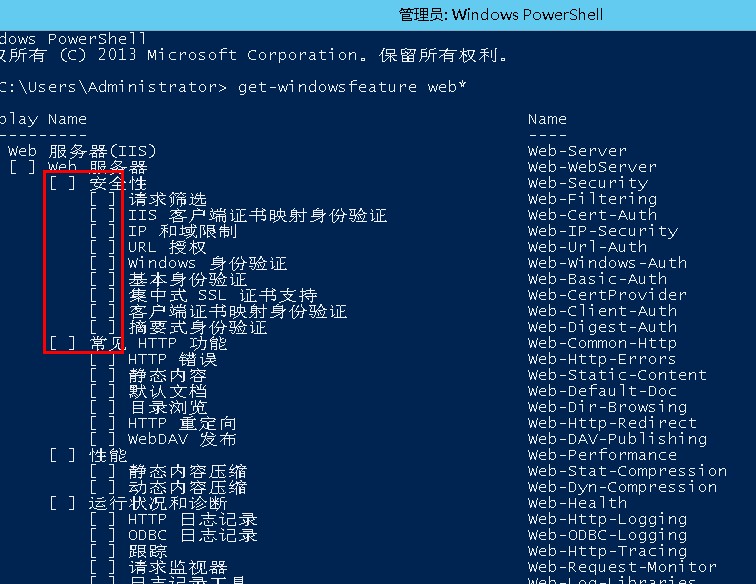 管理员: Windows PowerShell
dows PowerShell
权所有 (C) 2013 Microsoft Corporation。保留所有权利。
C:\Users\Administrator> get-windowsfeature web*
play Name Name
--------- ----
Web 服务器(IIS) Web-Server
[ ] Web 服务器 Web-WebServer
[ ] 安全性 Web-Security
[ ] 请求筛选 Web-Filtering
[ ] IIS 客户端证书映射身份验证 Web-Cert-Auth
[ ] IP 和域限制 Web-IP-Security
[ ] URL 授权 Web-Url-Auth
[ ] Windows 身份验证 Web-Windows-Auth
[ ] 基本身份验证 Web-Basic-Auth
[ ] 集中式 SSL 证书支持 Web-CertProvider
[ ] 客户端证书映射身份验证 Web-Client-Auth
[ ] 摘要式身份验证 Web-Digest-Auth
[ ] 常见 HTTP 功能 Web-Common-Http
[ ] HTTP 错误 Web-Http-Errors
[ ] 静态内容 Web-Static-Content
[ ] 默认文档 Web-Default-Doc
[ ] 目录浏览 Web-Dir-Browsing
[ ] HTTP 重定向 Web-Http-Redirect
[ ] WebDAV 发布 Web-DAV-Publishing
[ ] 性能 Web-Performance
[ ] 静态内容压缩 Web-Stat-Compression
[ ] 动态内容压缩 Web-Dyn-Compression
[ ] 运行状况和诊断 Web-Health
[ ] HTTP 日志记录 Web-Http-Logging
[ ] ODBC 日志记录 Web-ODBC-Logging
[ ] 跟踪 Web-Http-Tracing
[ ] 请求监视器 Web-Request-Monitor
[ ] 日志记录工具 Web-Log-Libraries